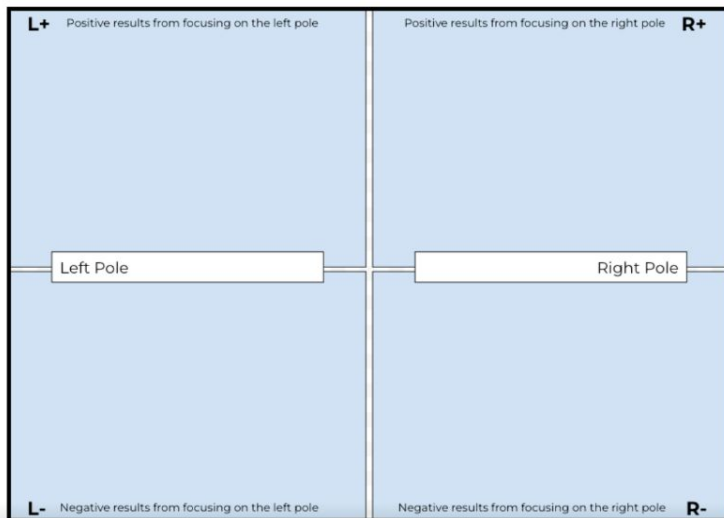 L+ Positive results from focusing on the left pole
Positive results from focusing on the right pole R+
Left Pole
Right Pole
L- Negative results from focusing on the left pole
Negative results from focusing on the right pole R-